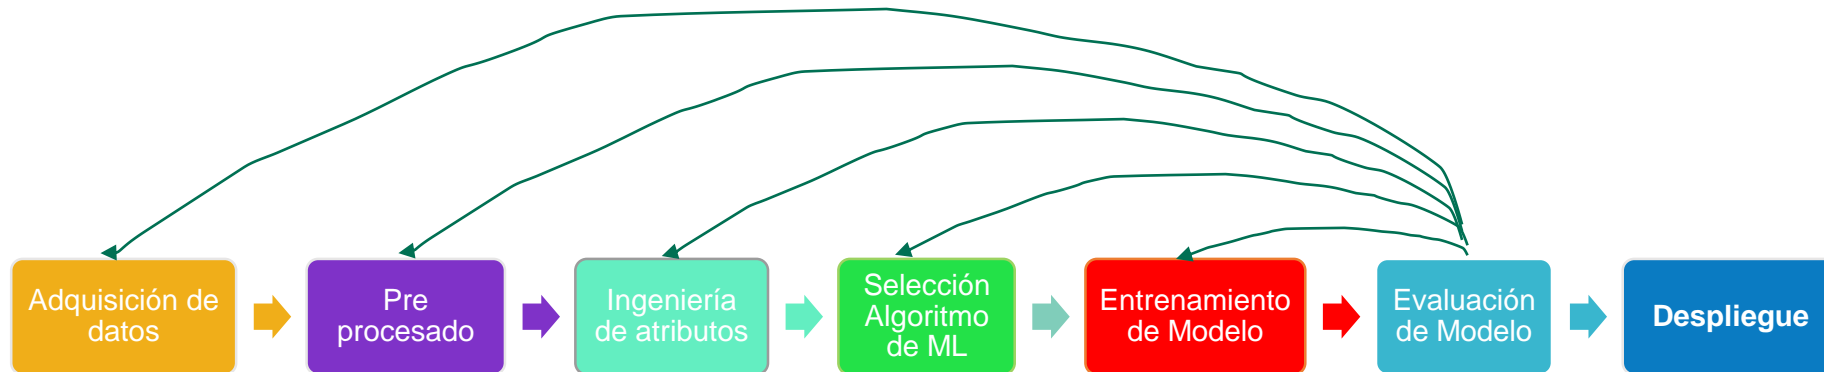 Adquisición de
datos
Pre
procesado
Ingeniería
de atributos
Selección
Algoritmo
de ML
Entrenamiento
de Modelo
Evaluación
de Modelo
Despliegue